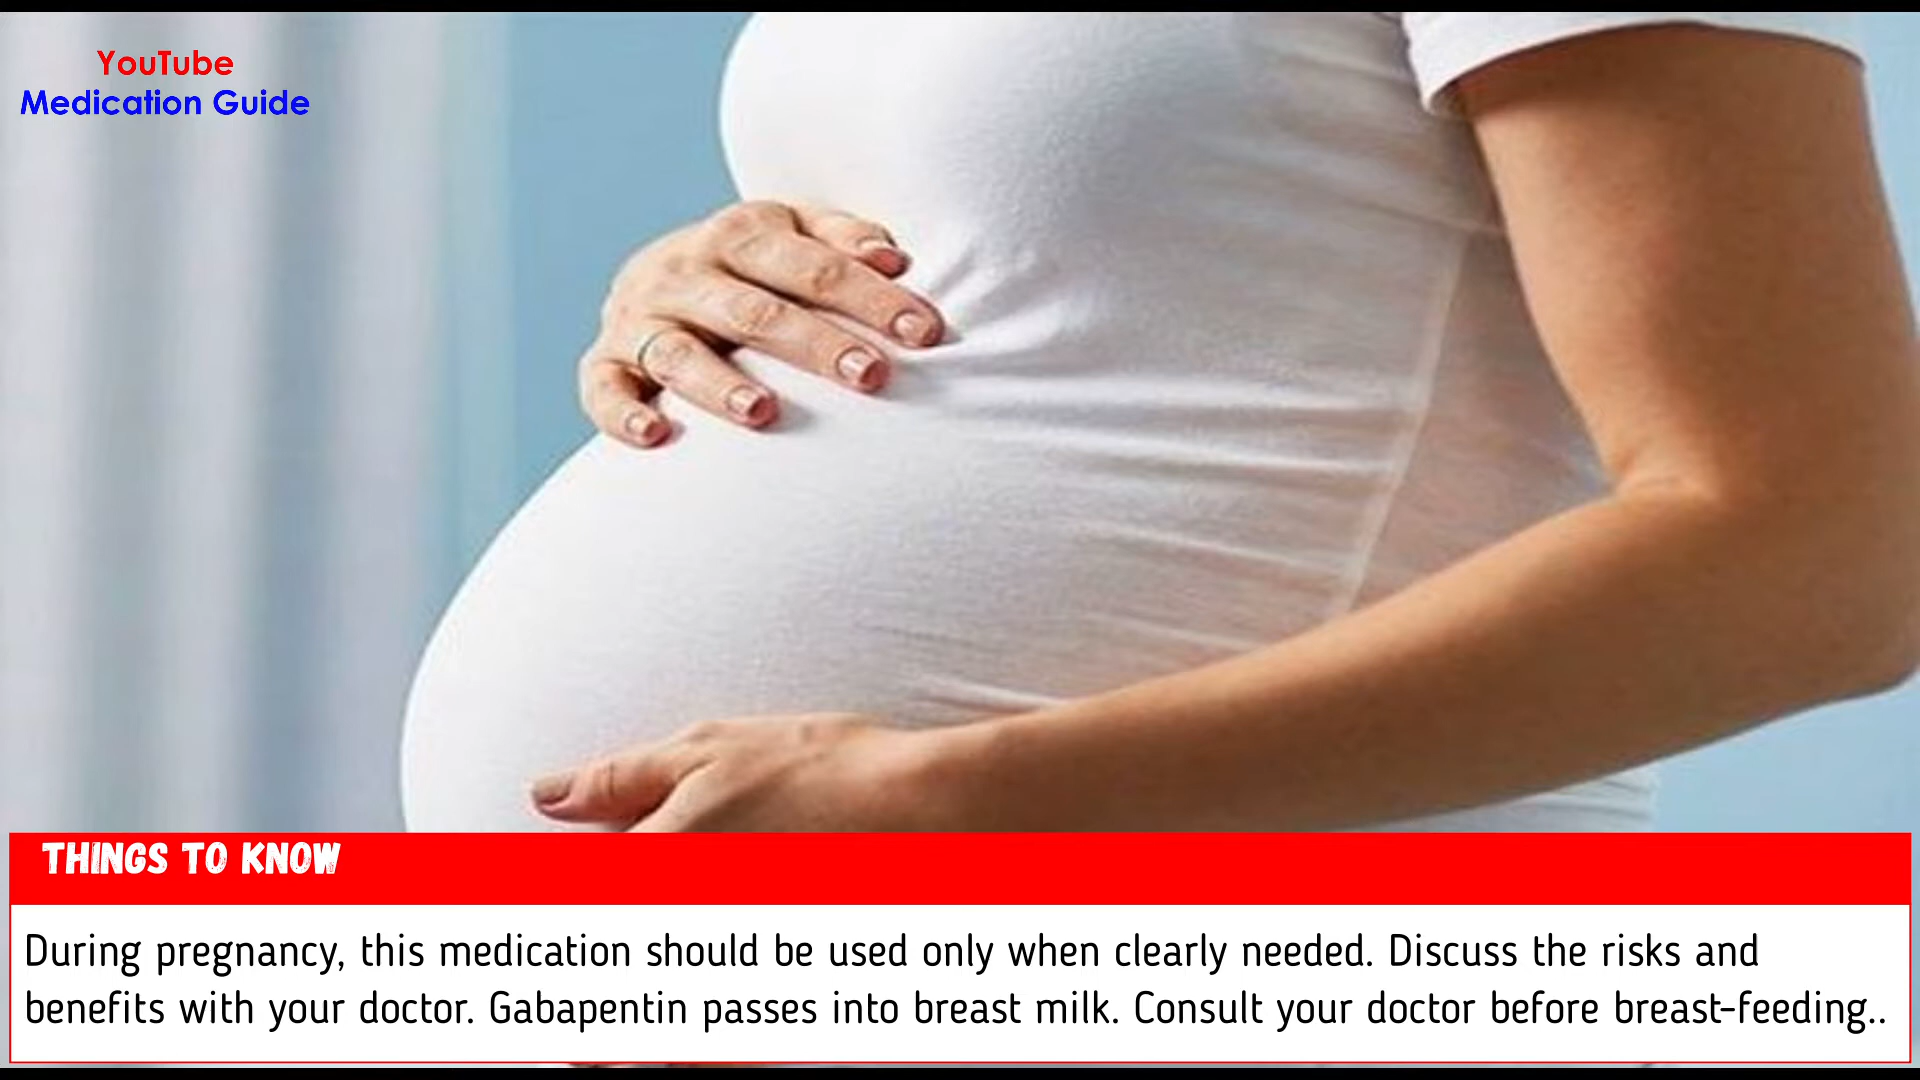 YouTube
Medication Guide
THINGS TO KNOW
During pregnancy, this medication should be used only when clearly needed. Discuss the risks and
benefits with your doctor. Gabapentin passes into breast milk. Consult your doctor before breast-feeding..